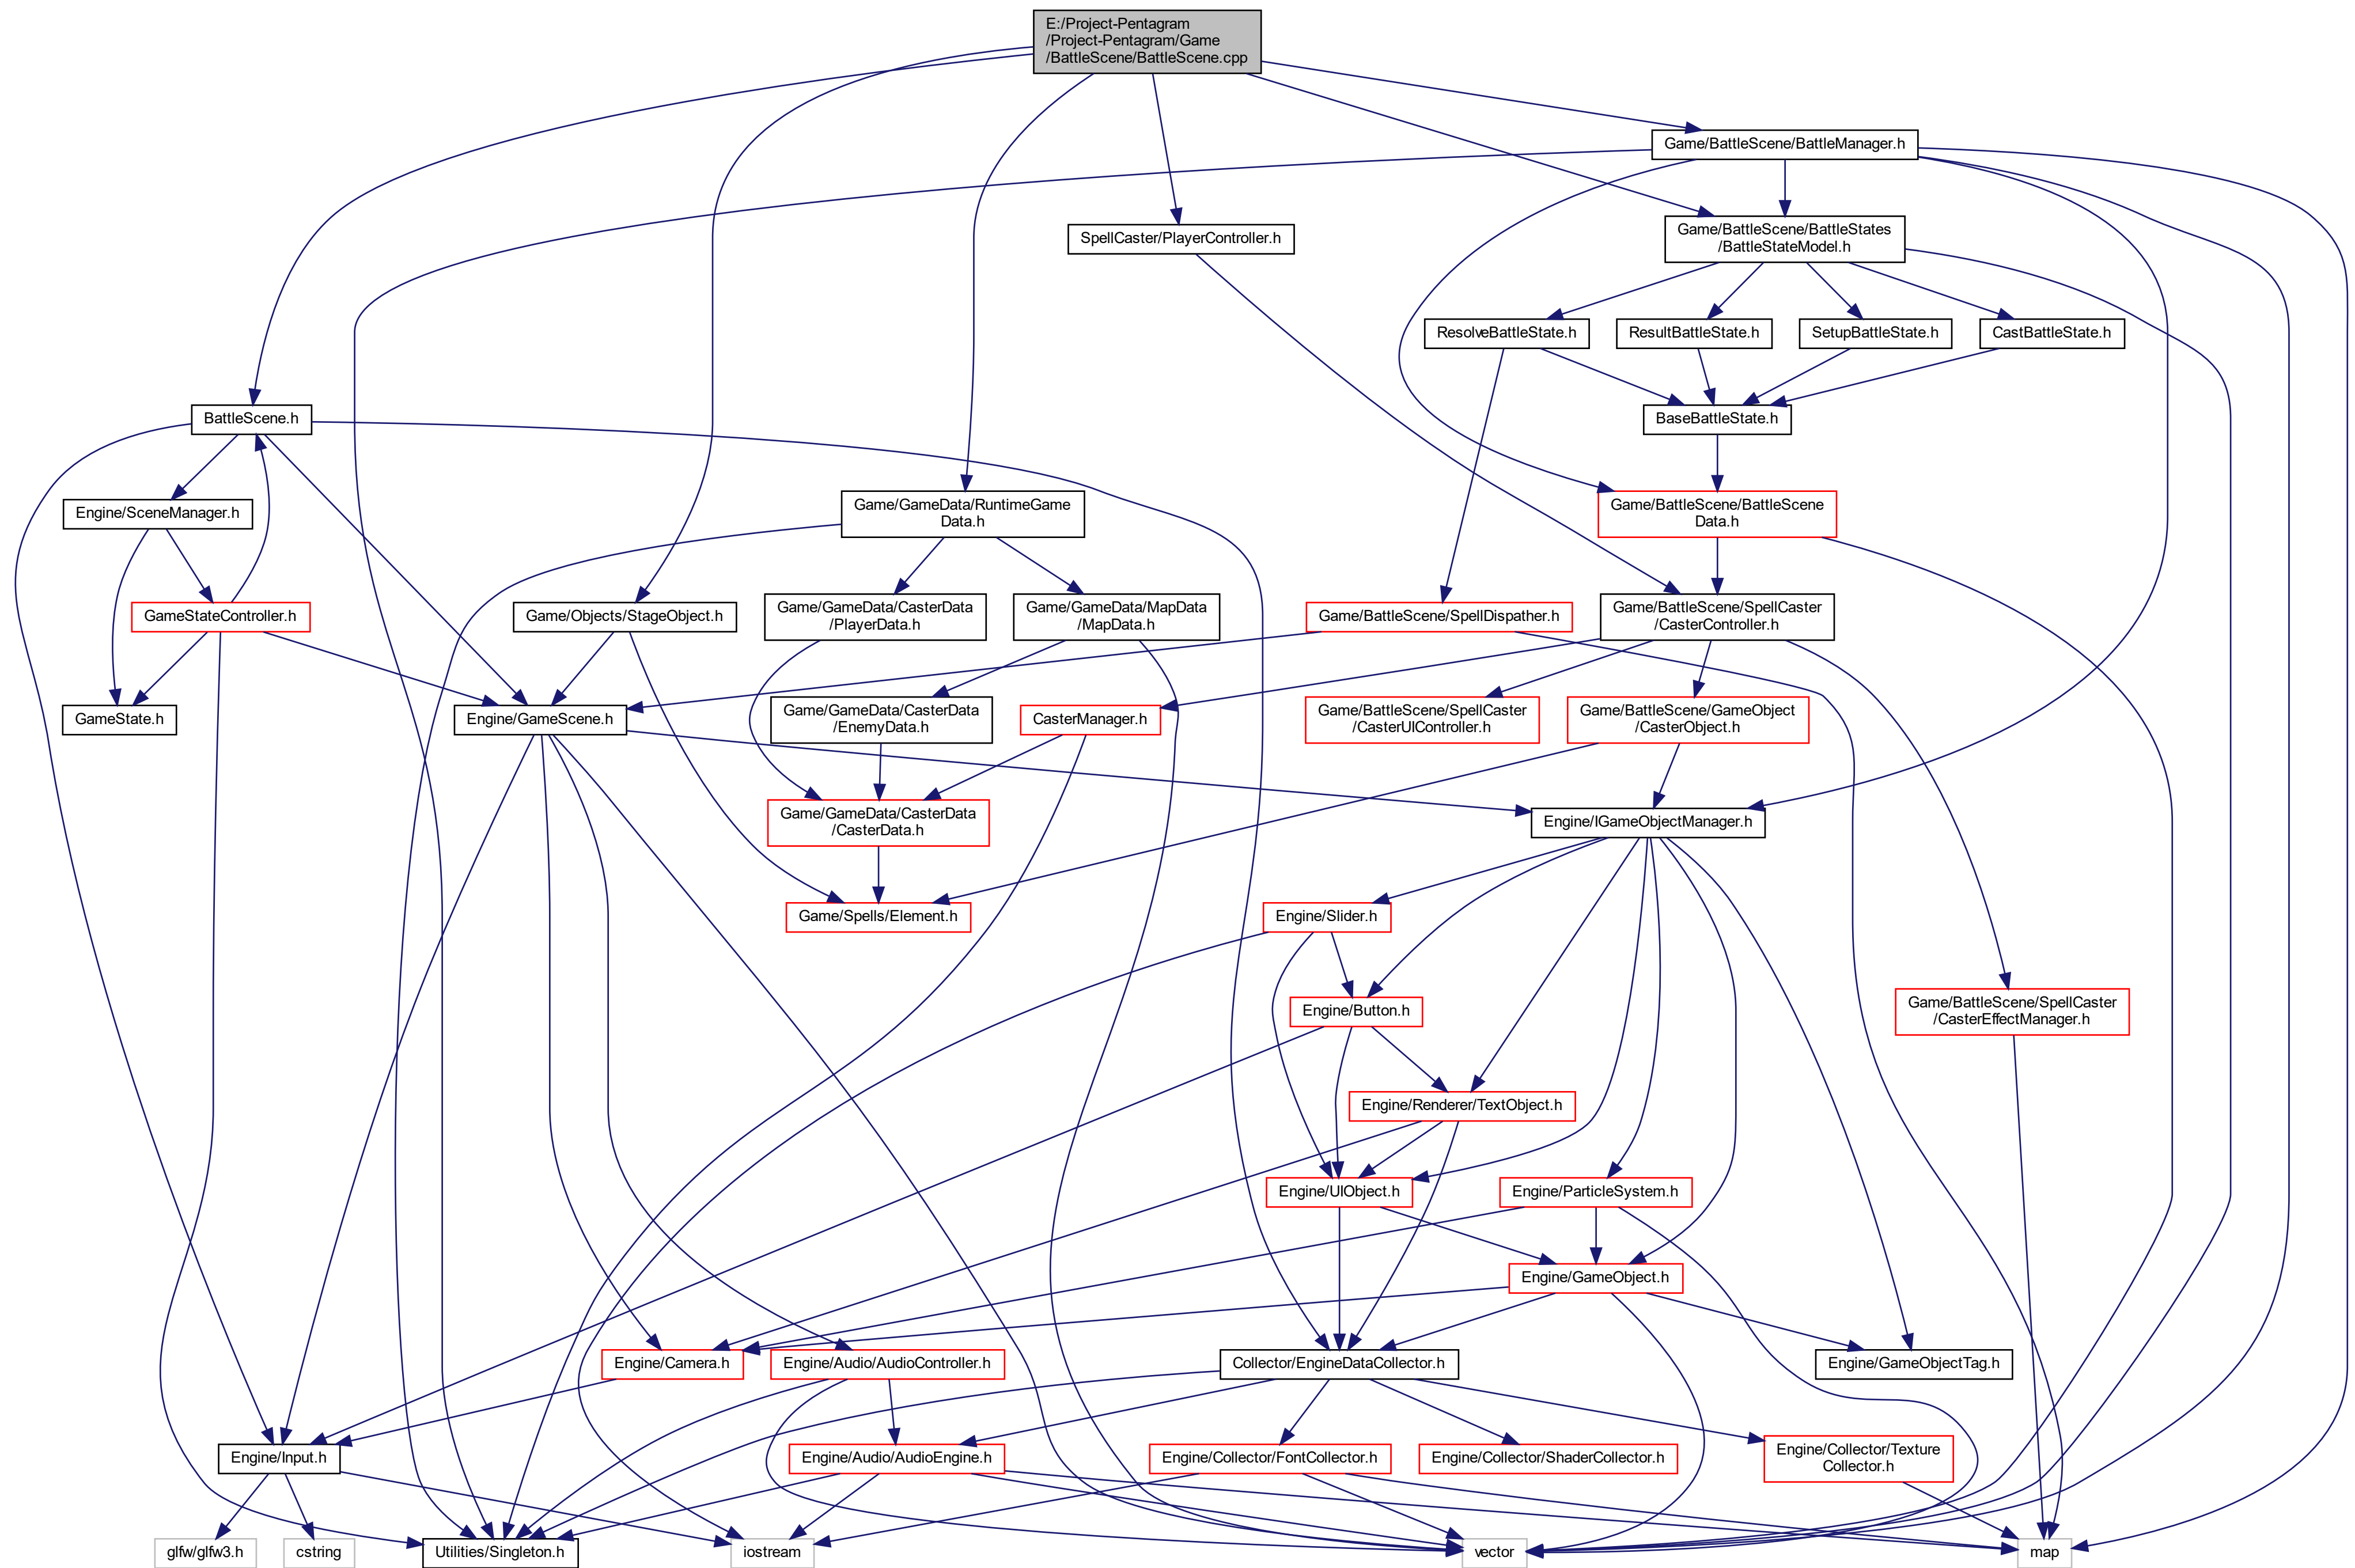 E:/Project-Pentagram
/Project-Pentagram/Game
/BattleScene/BattleScene.cpp
Game/BattleScene/BattleManager.h
SpellCaster/PlayerController.h
Game/BattleScene/BattleStates
/BattleStateModel.h
ResolveBattleState.h
ResultBattleState.h
SetupBattleState.h
CastBattleState.h
BattleScene.h
BaseBattleState.h
Engine/SceneManager.h
Game/GameData/RuntimeGame
Data.h
Game/BattleScene/BattleScene
Data.h
GameStateController.h
Game/Objects/StageObject.h
Game/GameData/CasterData
/PlayerData.h
Game/GameData/MapData
/MapData.h
Game/BattleScene/SpellDispather.h
Game/BattleScene/SpellCaster
/CasterController.h
GameState.h
Engine/GameScene.h
Game/GameData/CasterData
/EnemyData.h
CasterManager.h
Game/BattleScene/SpellCaster
/CasterUIController.h
Game/BattleScene/GameObject
/CasterObject.h
Game/GameData/CasterData
/CasterData.h
Engine/IGameObjectManager.h
Game/Spells/Element.h
Engine/Slider.h
Engine/Button.h
Game/BattleScene/SpellCaster
/CasterEffectManager.h
Engine/Renderer/TextObject.h
Engine/UIObject.h
Engine/ParticleSystem.h
Engine/GameObject.h
Engine/Camera.h
Engine/Audio/AudioController.h
Collector/EngineDataCollector.h
Engine/GameObjectTag.h
Engine/Input.h
Engine/Audio/AudioEngine.h
Engine/Collector/FontCollector.h
Engine/Collector/ShaderCollector.h
Engine/Collector/Texture
Collector.h
glfw/glfw3.h
cstring
Utilities/Singleton.h
iostream
vector
map